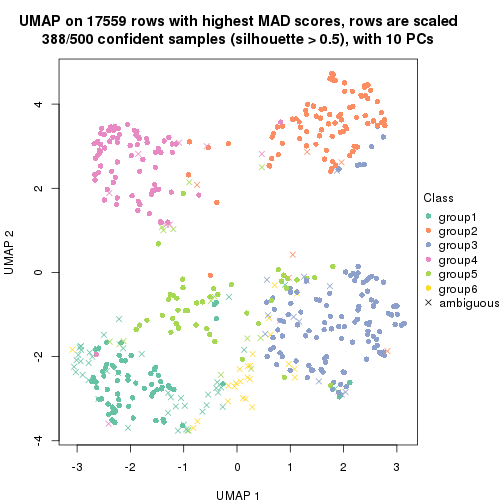 UMAP on 17559 rows with highest MAD scores, rows are scaled
388/500 confident samples (silhouette > 0.5), with 10 PCs
4
2
0
-2
-4
UMAP 2
-3
-2
-1
0
1
2
3
UMAP 1
Class
group1
group2
group3
group4
group5
group6
ambiguous